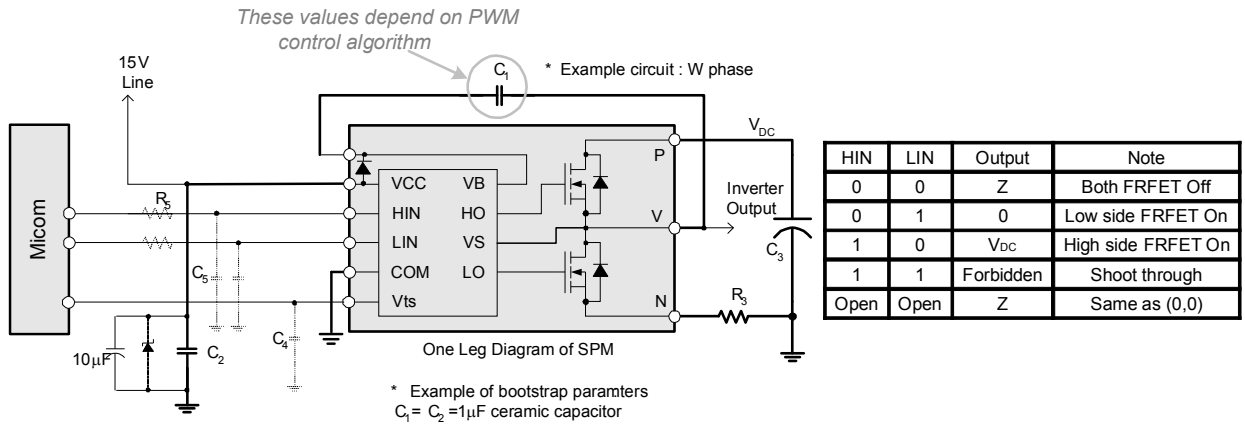 These values depend on PWM
control algorithm
15V
Line
C1
* Example circuit : W phase
Micom
R5
C5
C4
10μF
C2
VCC
HIN
LIN
COM
Vts
VB
HO
VS
LO
P
V
N
VDC
Inverter
Output
C3
R3
One Leg Diagram of SPM
* Example of bootstrap paramters
C1= C2 =1μF ceramic capacitor
HIN LIN Output Note
0 0 Z Both FRFET Off
0 1 0 Low side FRFET On
1 0 VDC High side FRFET On
1 1 Forbidden Shoot through
Open Open Z Same as (0,0)